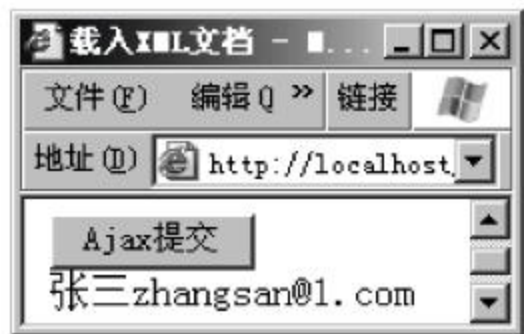 载入XML文档 - ...
文件(F) 编辑() » 链接
地址(D) http://localhost
Ajax提交
张三zhangsan@1.com